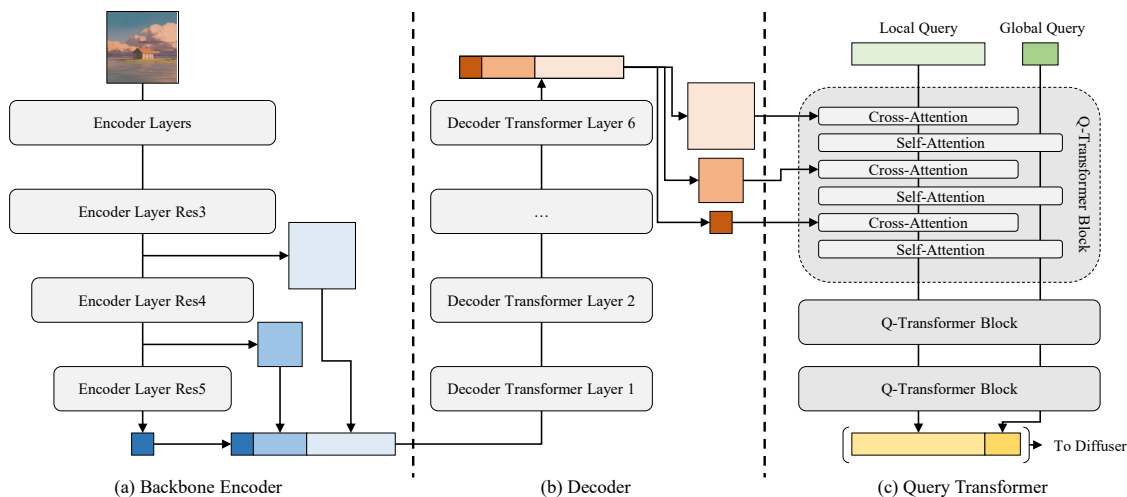 Encoder Layers
Encoder Layer Res3
Encoder Layer Res4
Encoder Layer Res5
(a) Backbone Encoder
Decoder Transformer Layer 6
…
Decoder Transformer Layer 2
Decoder Transformer Layer 1
(b) Decoder
Local Query
Global Query
Cross-Attention
Self-Attention
Cross-Attention
Self-Attention
Cross-Attention
Self-Attention
Q-Transformer Block
Q-Transformer Block
Q-Transformer Block
To Diffuser
(c) Query Transformer